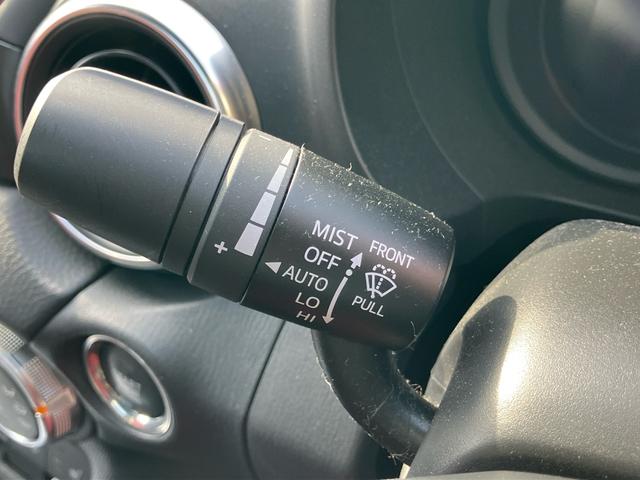 MIST
OFF
AUTO
LO
HI
FRONT
PULL
- 
+